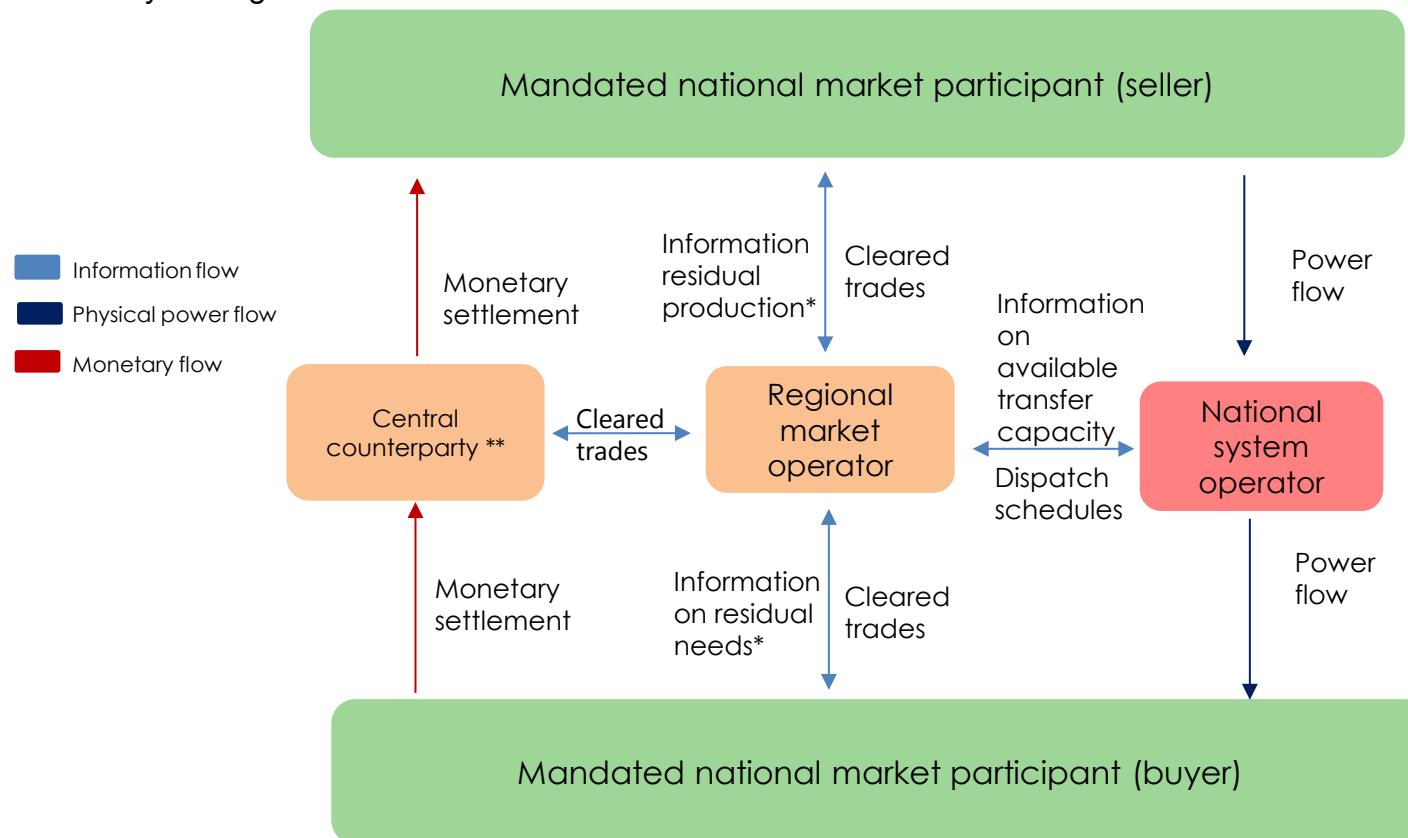 Mandated national market participant (seller)
Information flow
Physical power flow
Monetary flow
Monetary
settlement
Information
residual
production*
Cleared
trades
Power
flow
Information
on
available
transfer
capacity
Dispatch
schedules
Central
counterparty **
Cleared
trades
Regional
market
operator
National
system
operator
Monetary
settlement
Information
on residual
needs*
Cleared
trades
Power
flow
Mandated national market participant (buyer)